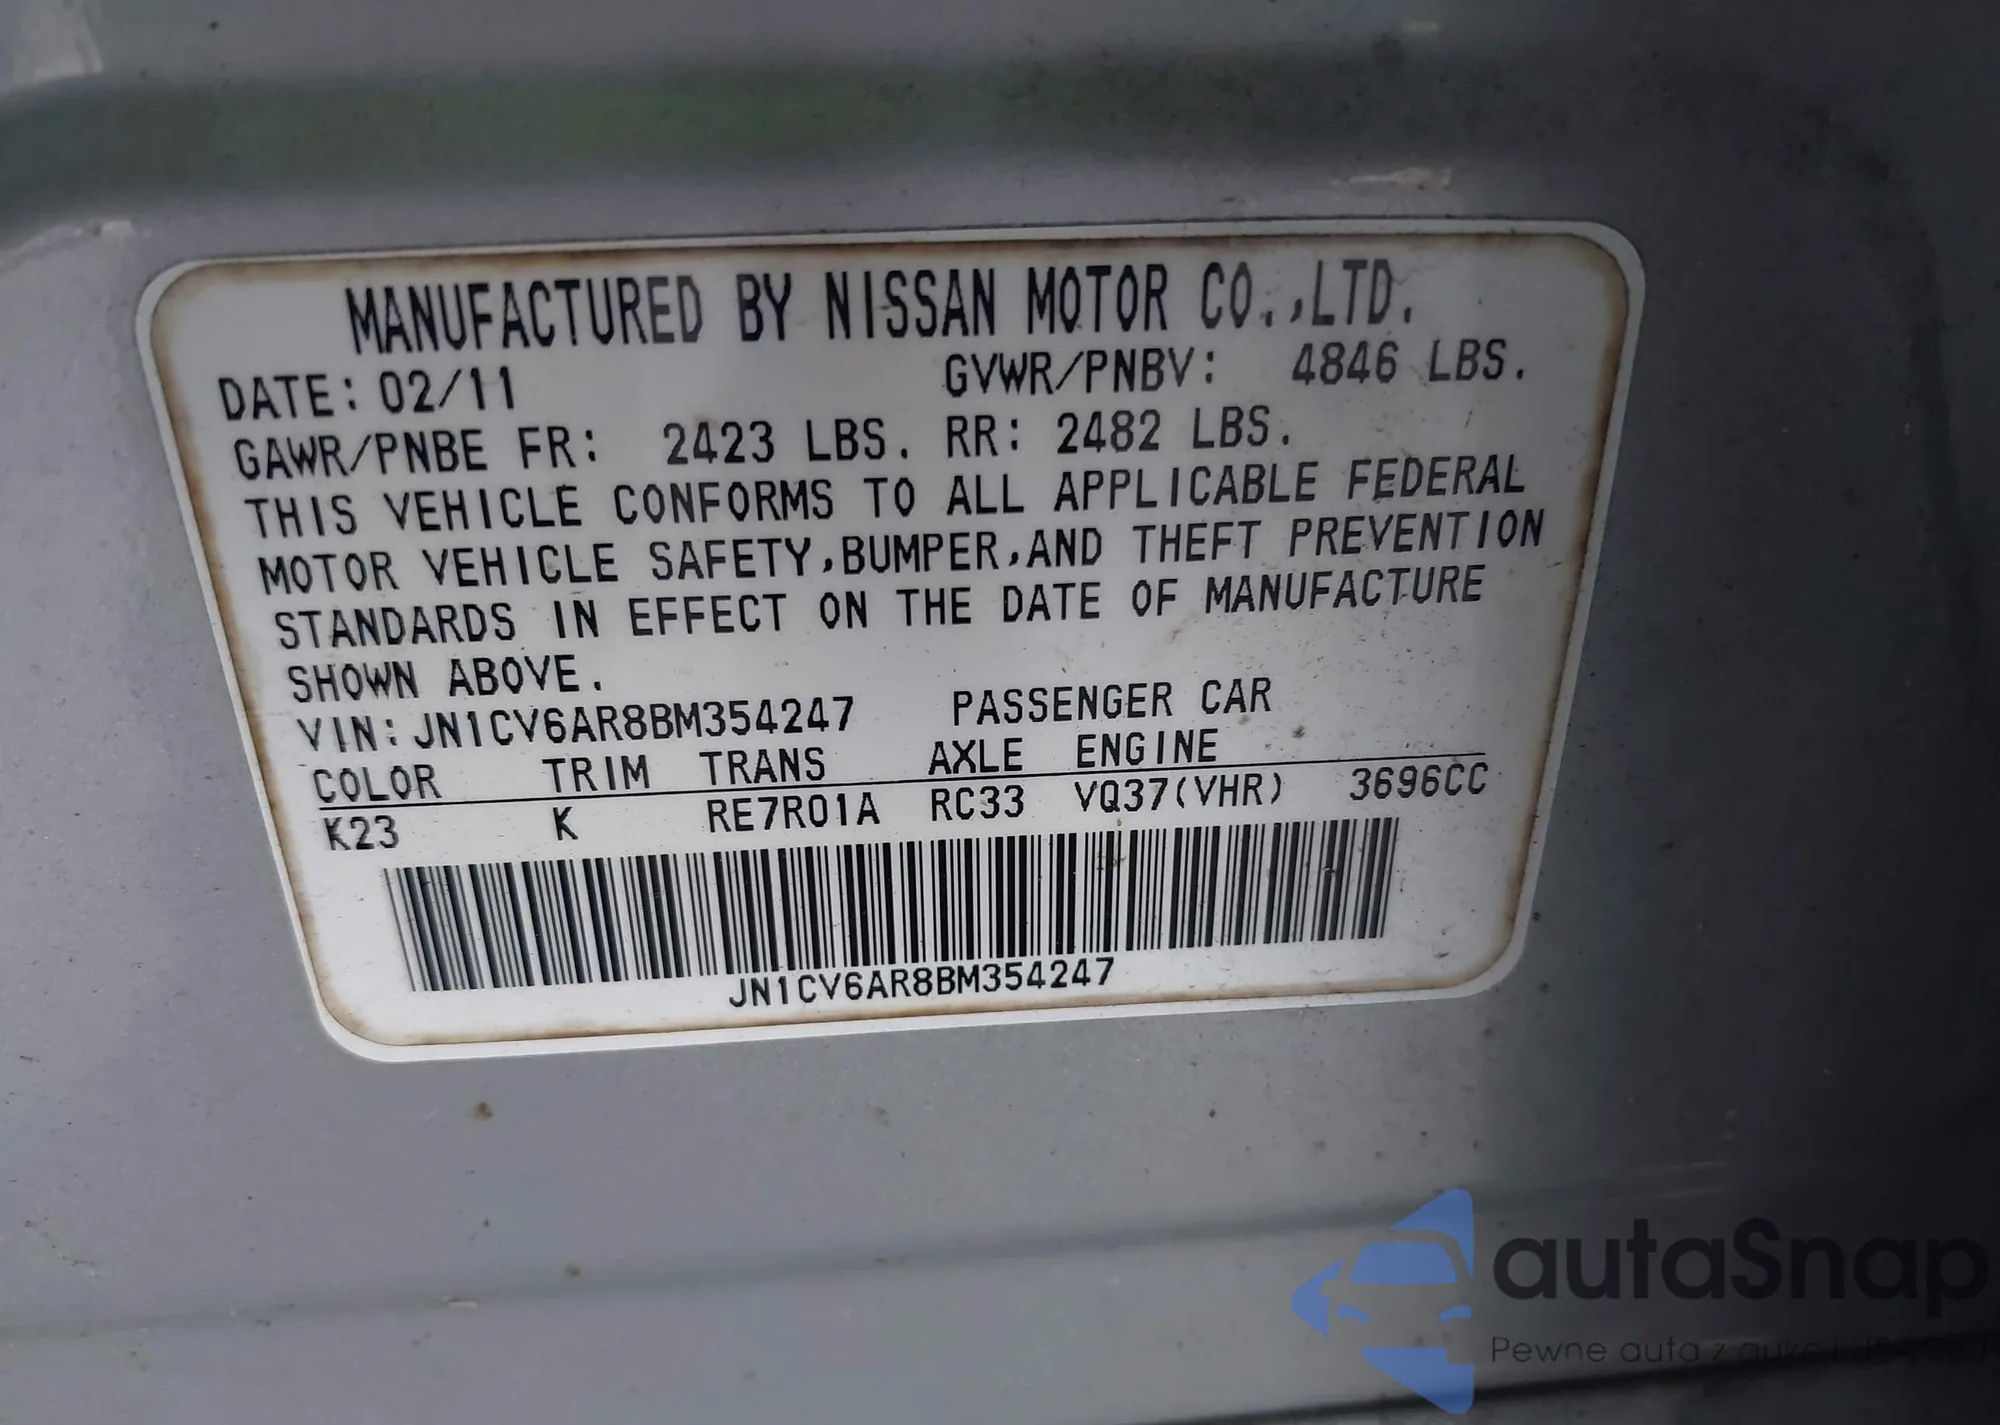 MANUFACTURED BY NISSAN MOTOR CO.,LTD.
DATE: 02/11 GVWR/PNBV: 4846 LBS.
GAWR/PNBE FR: 2423 LBS. RR: 2482 LBS.
THIS VEHICLE CONFORMS TO ALL APPLICABLE FEDERAL
MOTOR VEHICLE SAFETY,BUMPER,AND THEFT PREVENTION
STANDARDS IN EFFECT ON THE DATE OF MANUFACTURE
SHOWN ABOVE.
VIN:JN1CV6AR8BM354247 PASSENGER CAR
COLOR TRIM TRANS AXLE ENGINE
K23 K RE7R01A RC33 VQ37(VHR) 3696CC
JN1CV6AR8BM354247
autaSnap
Pewne auta z aukcji